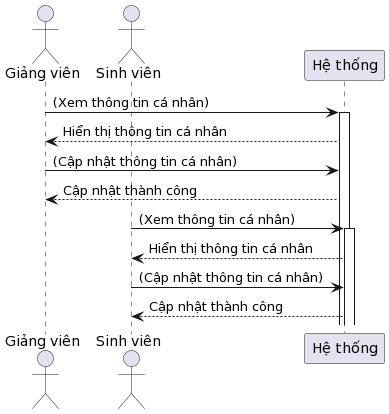 Giảng viên
Sinh viên
Hệ thống
(Xem thông tin cá nhân)
Hiển thị thông tin cá nhân
(Cập nhật thông tin cá nhân)
Cập nhật thành công
(Xem thông tin cá nhân)
Hiển thị thông tin cá nhân
(Cập nhật thông tin cá nhân)
Cập nhật thành công
Giảng viên
Sinh viên
Hệ thống